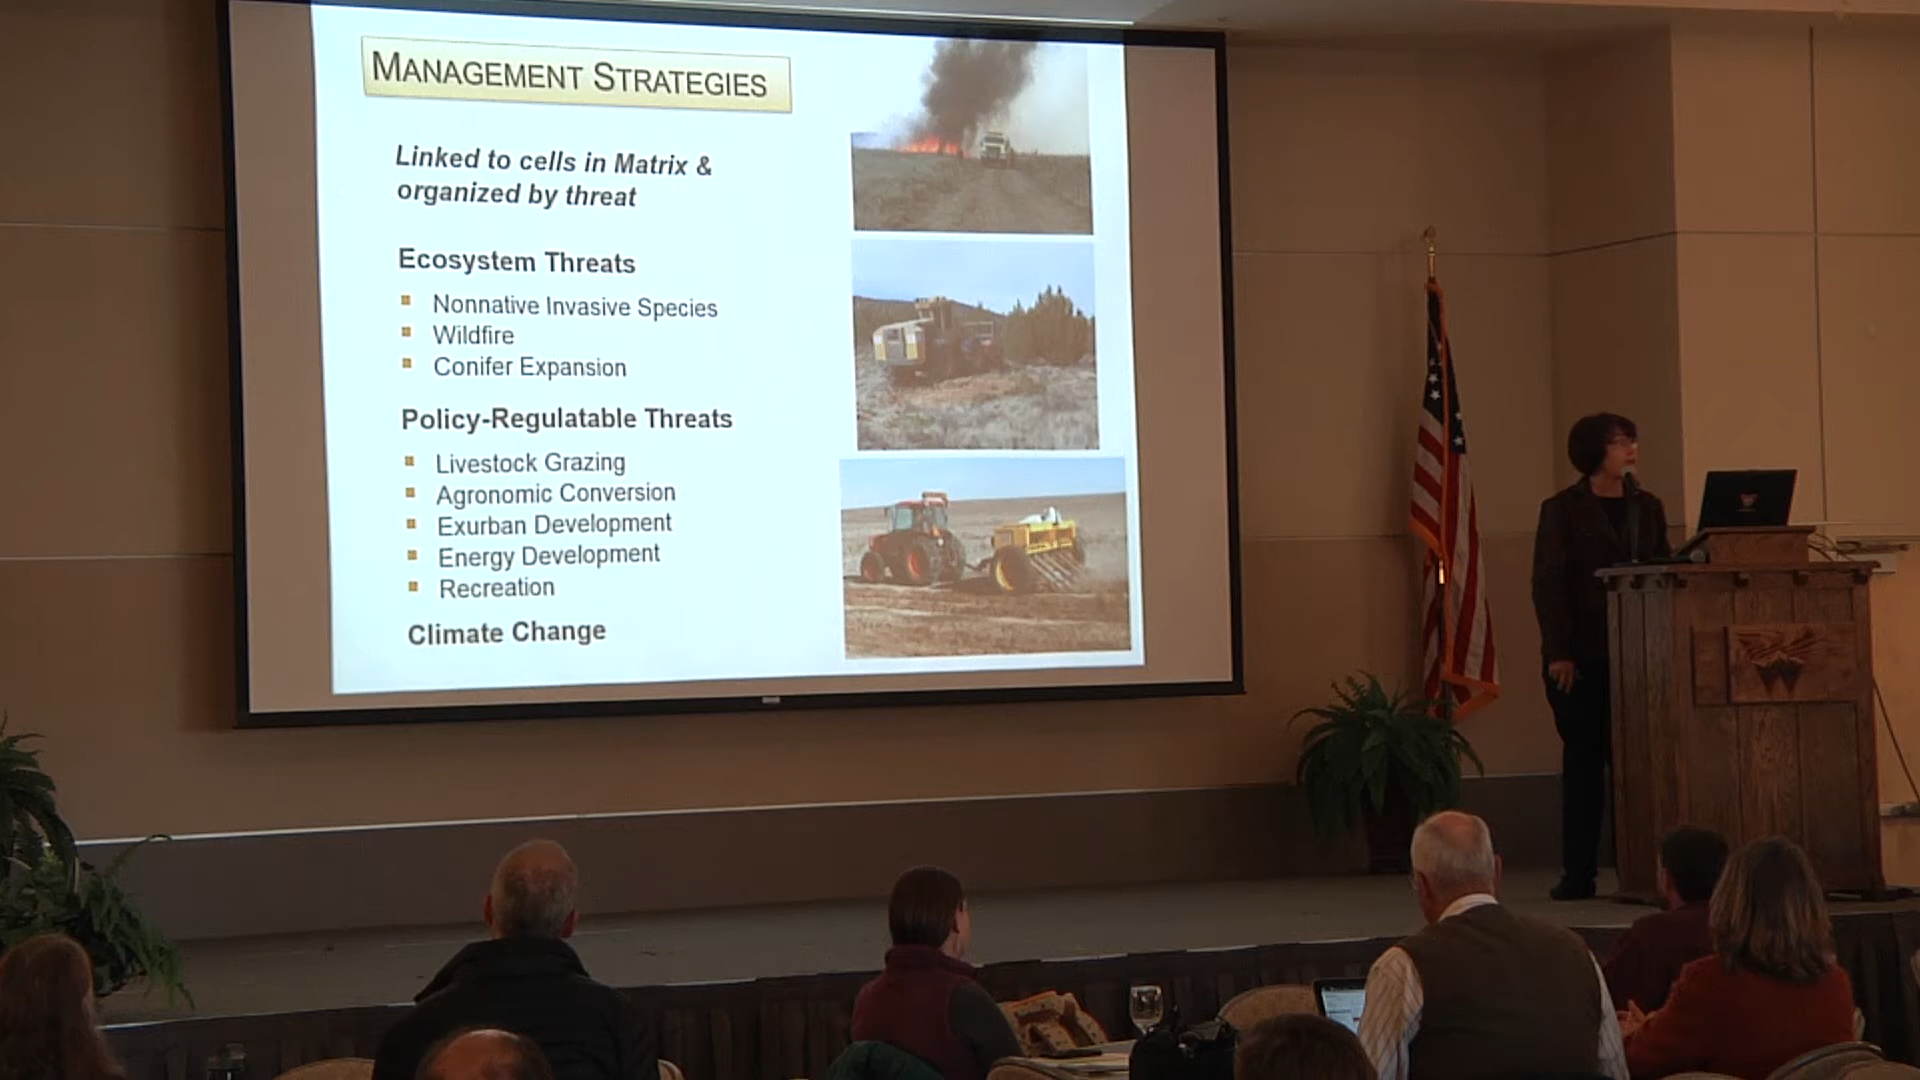 MANAGEMENT STRATEGIES
Linked to cells in Matrix &
organized by threat
Ecosystem Threats
Nonnative Invasive Species
Wildfire
Conifer Expansion
Policy-Regulatable Threats
Livestock Grazing
Agronomic Conversion
Exurban Development
Energy Development
Recreation
Climate Change